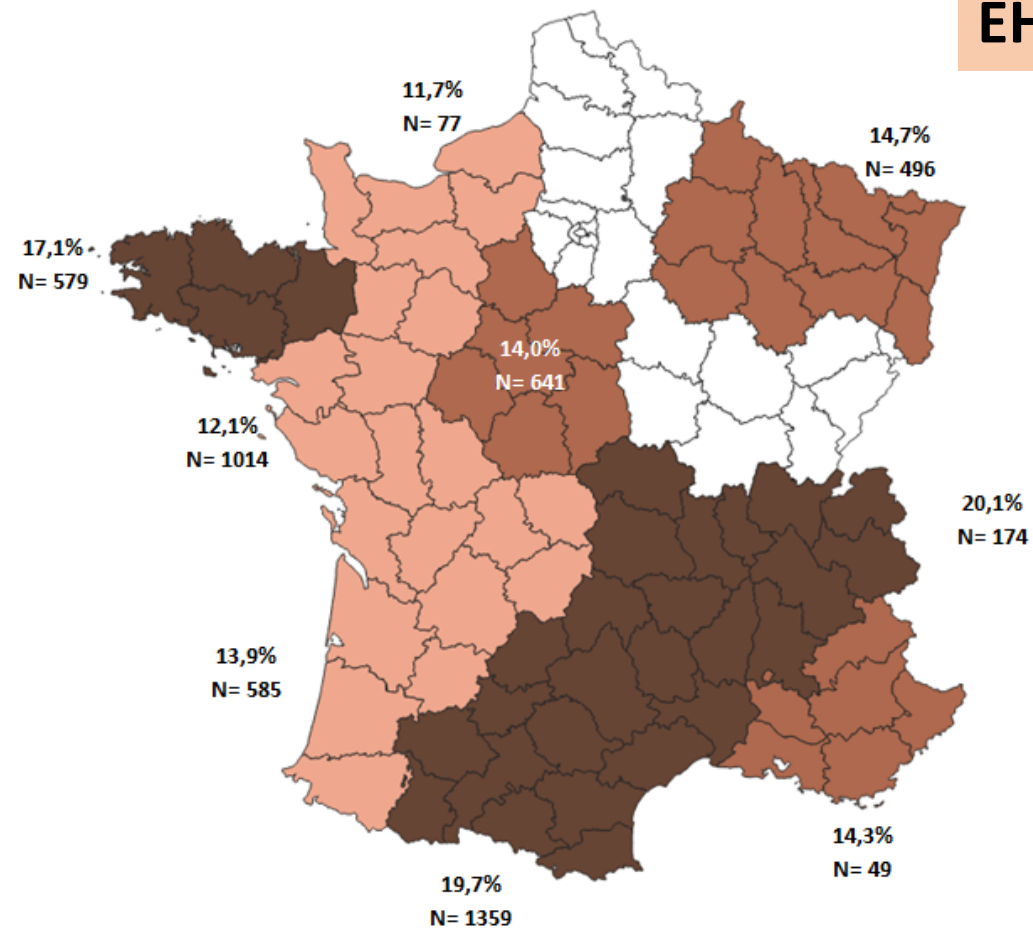 EH
11,7%
N= 77
14,7%
N= 496
17,1%
N= 579
14,0%
N= 641
12,1%
N= 1014
20,1%
N= 174
13,9%
N= 585
14,3%
N= 49
19,7%
N= 1359